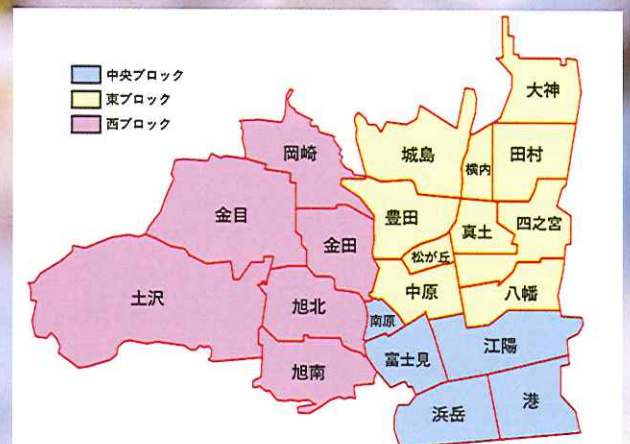 中央ブロック
東ブロック
西ブロック
大神
岡崎
城島
横内
田村
金目
豊田
真土
四之宮
金田
松が丘
土沢
旭北
中原
八幡
南原
江陽
富士見
旭南
浜岳
港